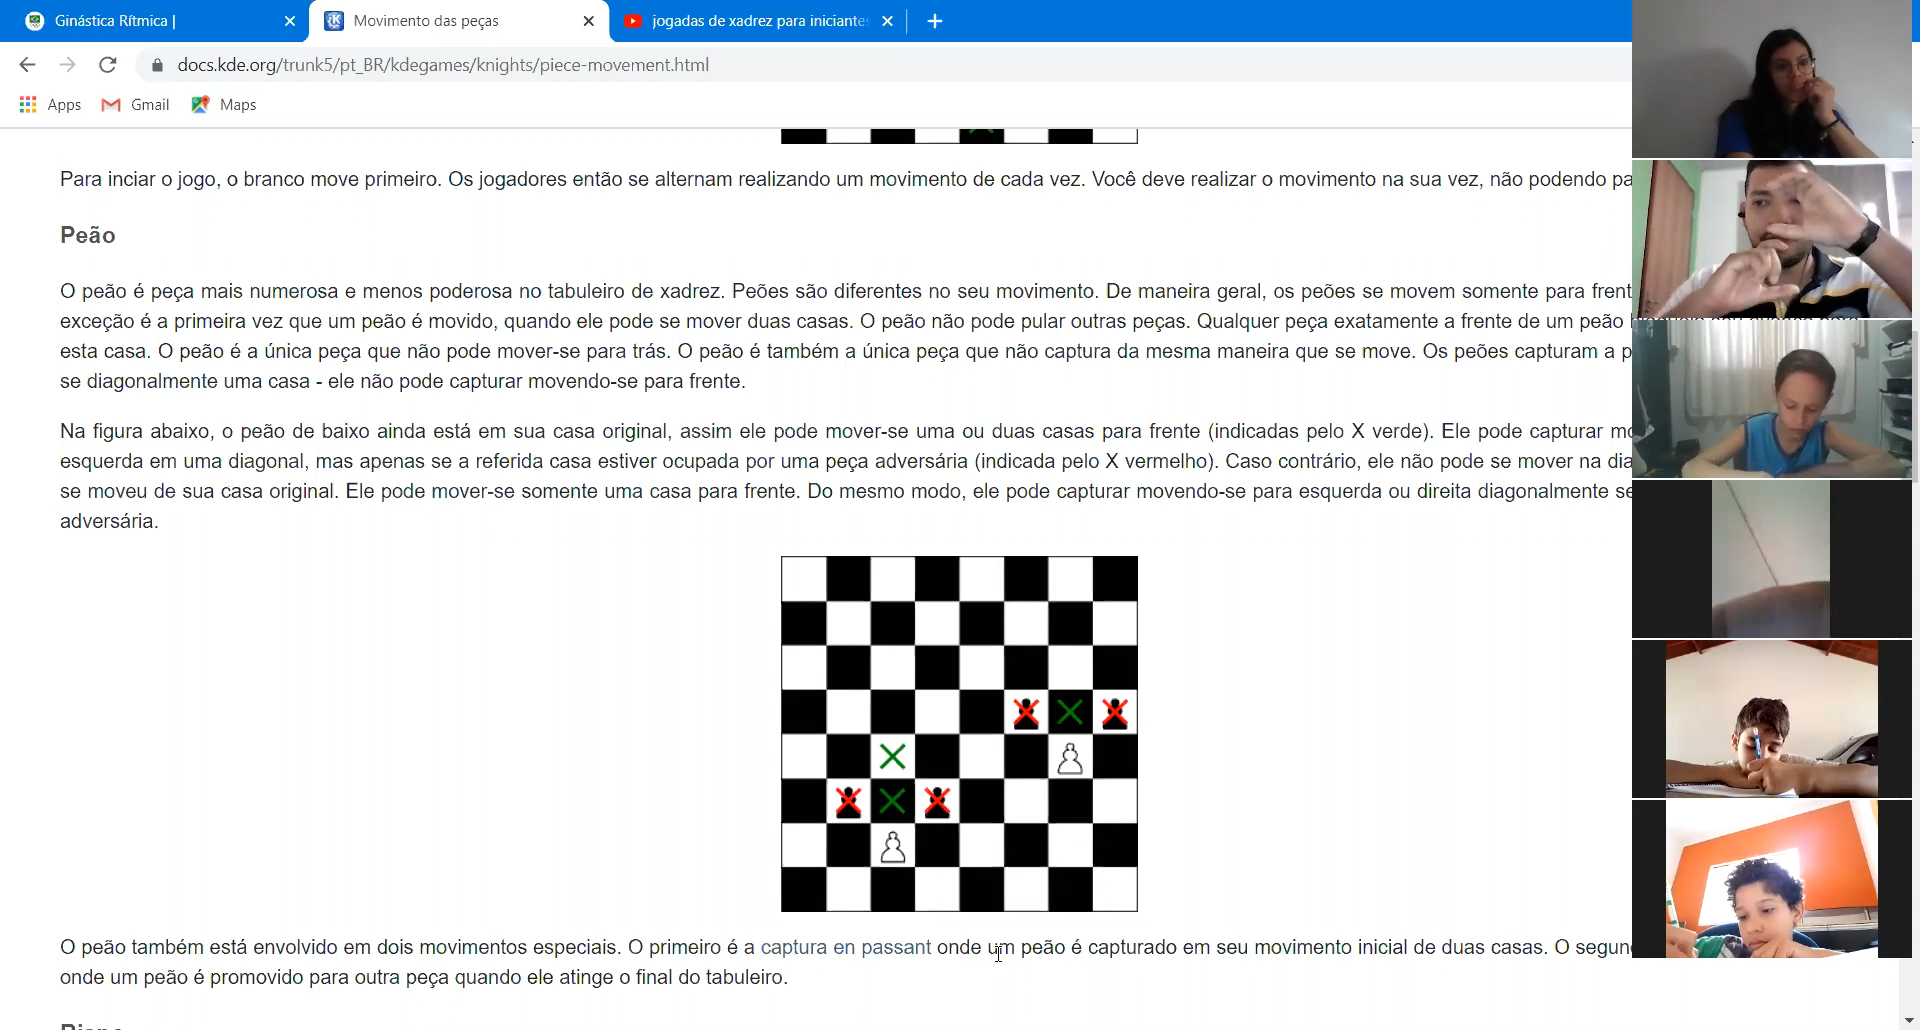 Ginástica Rítmica |
Movimento das peças
jogadas de xadrez para iniciantes
docs.kde.org/trunk5/pt_BR/kdegames/knights/piece-movement.html
Apps Gmail Maps
Para inciar o jogo, o branco move primeiro. Os jogadores então se alternam realizando um movimento de cada vez. Você deve realizar o movimento na sua vez, não podendo pa
Peão
O peão é peça mais numerosa e menos poderosa no tabuleiro de xadrez. Peões são diferentes no seu movimento. De maneira geral, os peões se movem somente para frent
exceção é a primeira vez que um peão é movido, quando ele pode se mover duas casas. O peão não pode pular outras peças. Qualquer peça exatamente a frente de um peão
esta casa. O peão é a única peça que não pode mover-se para trás. O peão é também a única peça que não captura da mesma maneira que se move. Os peões capturam a p
se diagonalmente uma casa - ele não pode capturar movendo-se para frente.
Na figura abaixo, o peão de baixo ainda está em sua casa original, assim ele pode mover-se uma ou duas casas para frente (indicadas pelo X verde). Ele pode capturar mo
esquerda em uma diagonal, mas apenas se a referida casa estiver ocupada por uma peça adversária (indicada pelo X vermelho). Caso contrário, ele não pode se mover na dia
se moveu de sua casa original. Ele pode mover-se somente uma casa para frente. Do mesmo modo, ele pode capturar movendo-se para esquerda ou direita diagonalmente se
adversária.
O peão também está envolvido em dois movimentos especiais. O primeiro é a captura en passant onde um peão é capturado em seu movimento inicial de duas casas. O segun
onde um peão é promovido para outra peça quando ele atinge o final do tabuleiro.